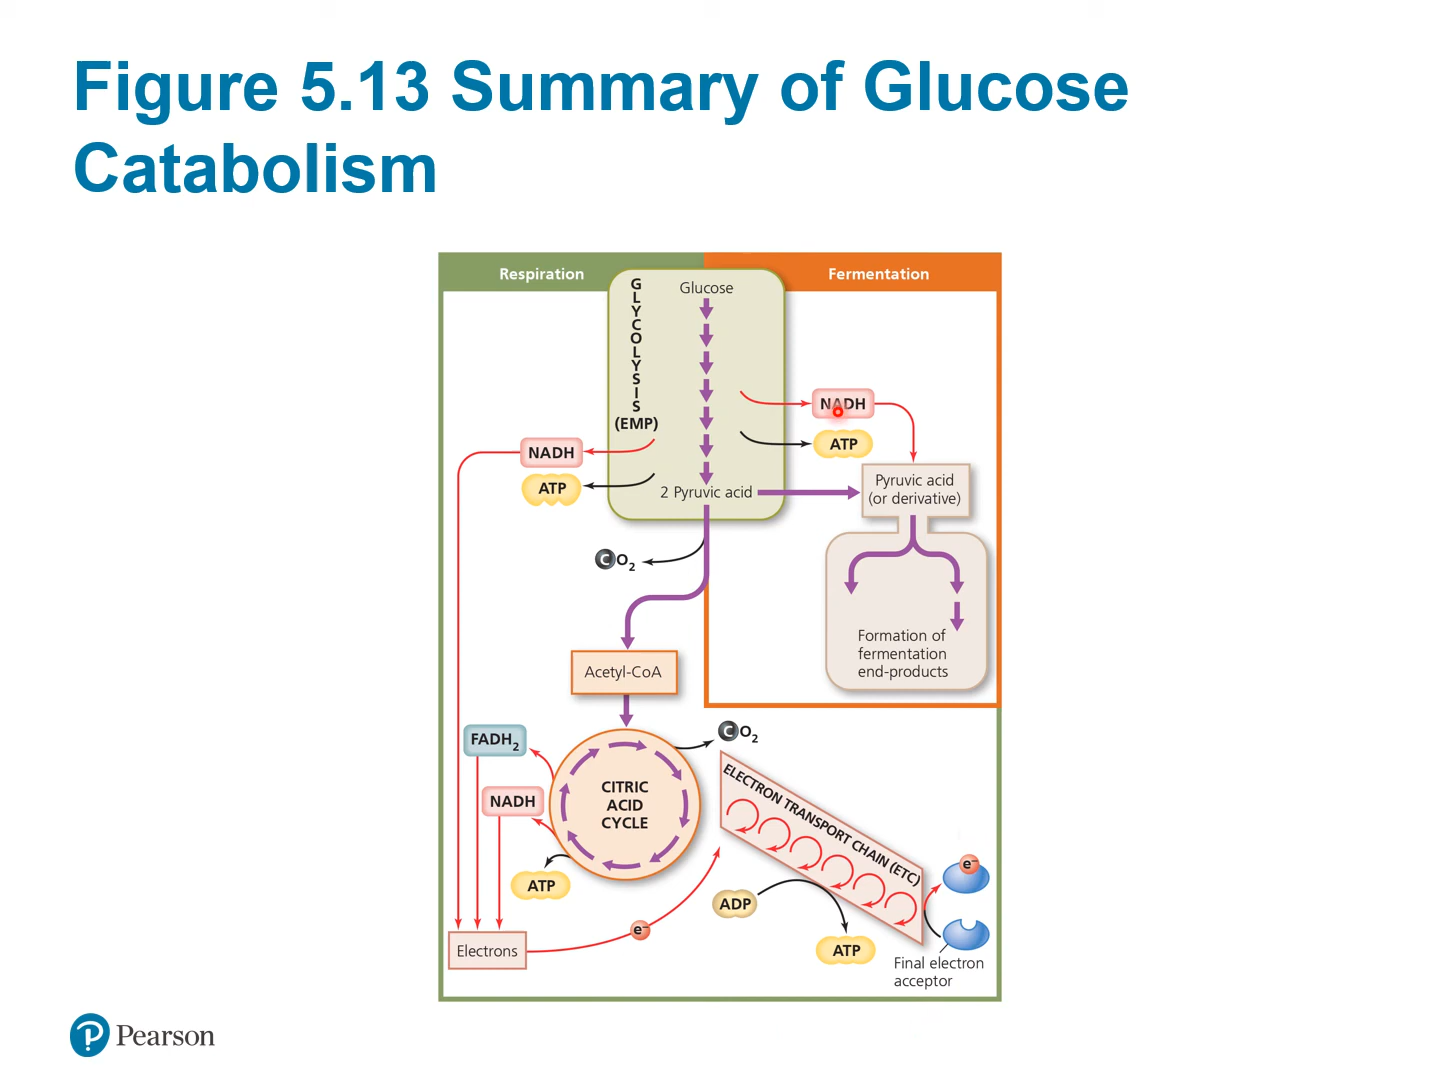 Figure 5.13 Summary of Glucose
Catabolism
Respiration
Fermentation
GLYCOLYSIS
(EMP)
Glucose
NADH
ATP
NADH
ATP
2 Pyruvic acid
Pyruvic acid
(or derivative)
CO2
Formation of
fermentation
end-products
Acetyl-CoA
FADH2
CO2
NADH
CITRIC
ACID
CYCLE
ATP
ELECTRON TRANSPORT CHAIN (ETC)
e−
ADP
e−
ATP
Electrons
Final electron
acceptor
P Pearson